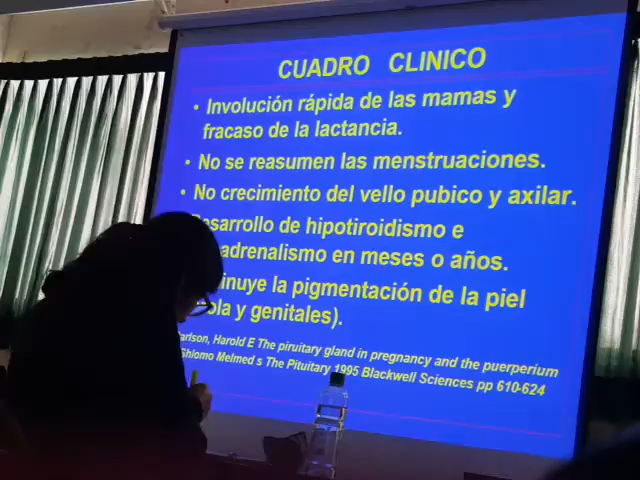 CUADRO CLINICO
• Involución rápida de las mamas y
fracaso de la lactancia.
• No se reasumen las menstruaciones.
• No crecimiento del vello pubico y axilar.
esarrollo de hipotiroidismo e
adrenalismo en meses o años.
inuye la pigmentación de la piel
ola y genitales).
arlson, Harold E The piruitary gland in pregnancy and the puerperium
Shlomo Melmed s The Pituitary 1995 Blackwell Sciences pp 610-624